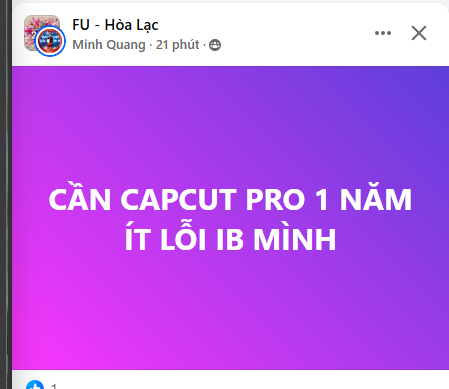 FU - Hòa Lạc
Minh Quang · 21 phút ·
CẦN CAPCUT PRO 1 NĂM
ÍT LỖI IB MÌNH
1